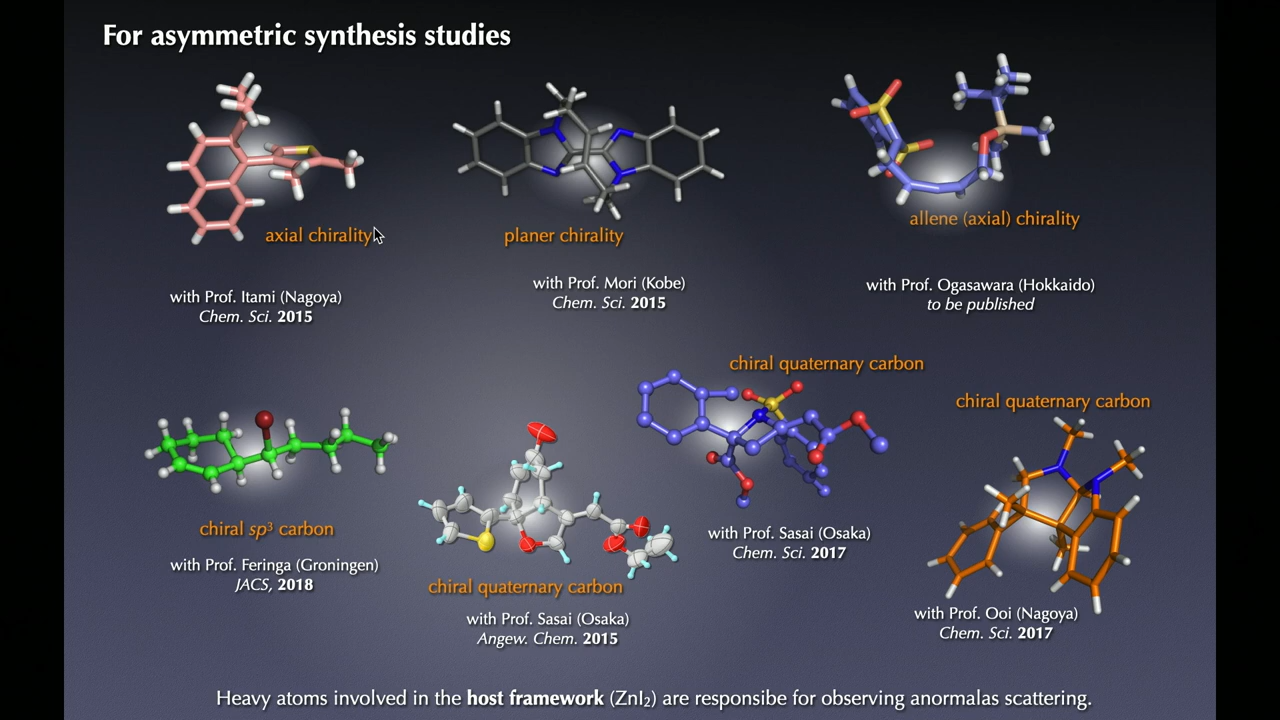 For asymmetric synthesis studies
axial chirality
with Prof. Itami (Nagoya)
Chem. Sci. 2015
planer chirality
with Prof. Mori (Kobe)
Chem. Sci. 2015
allene (axial) chirality
with Prof. Ogasawara (Hokkaido)
to be published
chiral sp³ carbon
with Prof. Feringa (Groningen)
JACS, 2018
chiral quaternary carbon
with Prof. Sasai (Osaka)
Angew. Chem. 2015
chiral quaternary carbon
with Prof. Sasai (Osaka)
Chem. Sci. 2017
chiral quaternary carbon
with Prof. Ooi (Nagoya)
Chem. Sci. 2017
Heavy atoms involved in the host framework (ZnI₂) are responsibe for observing anormalas scattering.